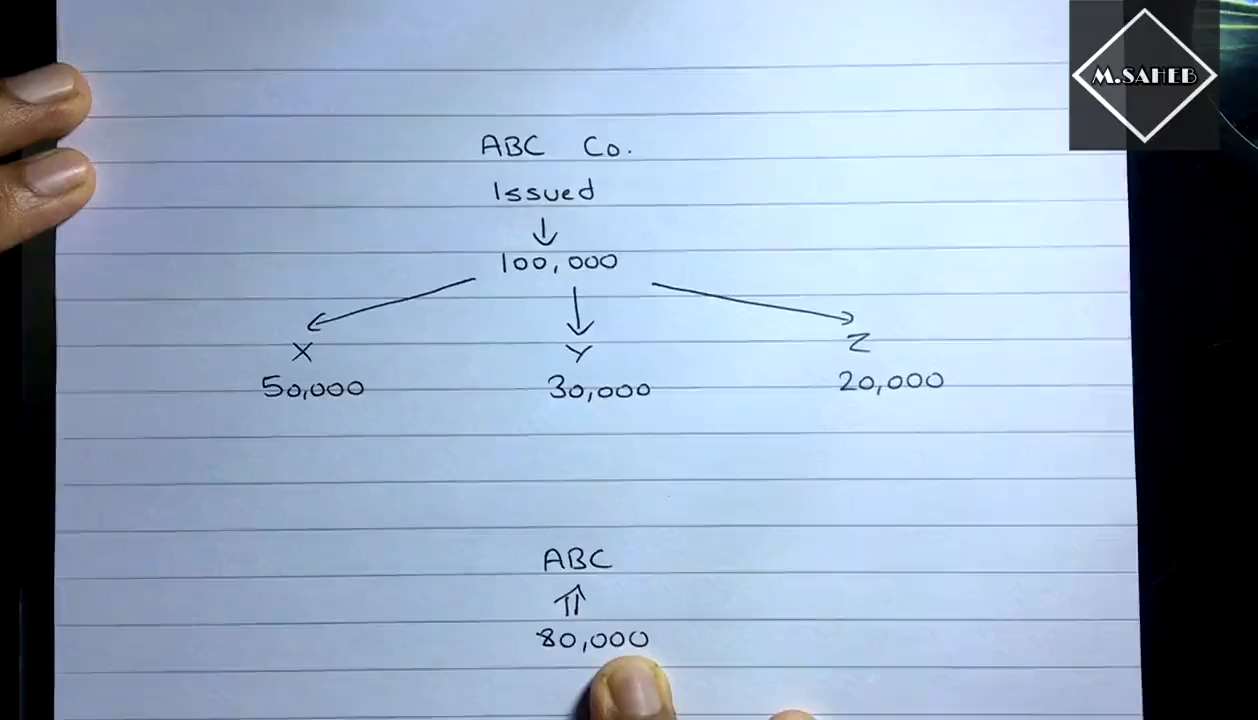 M.SAHEB
ABC Co.
Issued
100,000
X Y Z
50,000 30,000 20,000
ABC
80,000